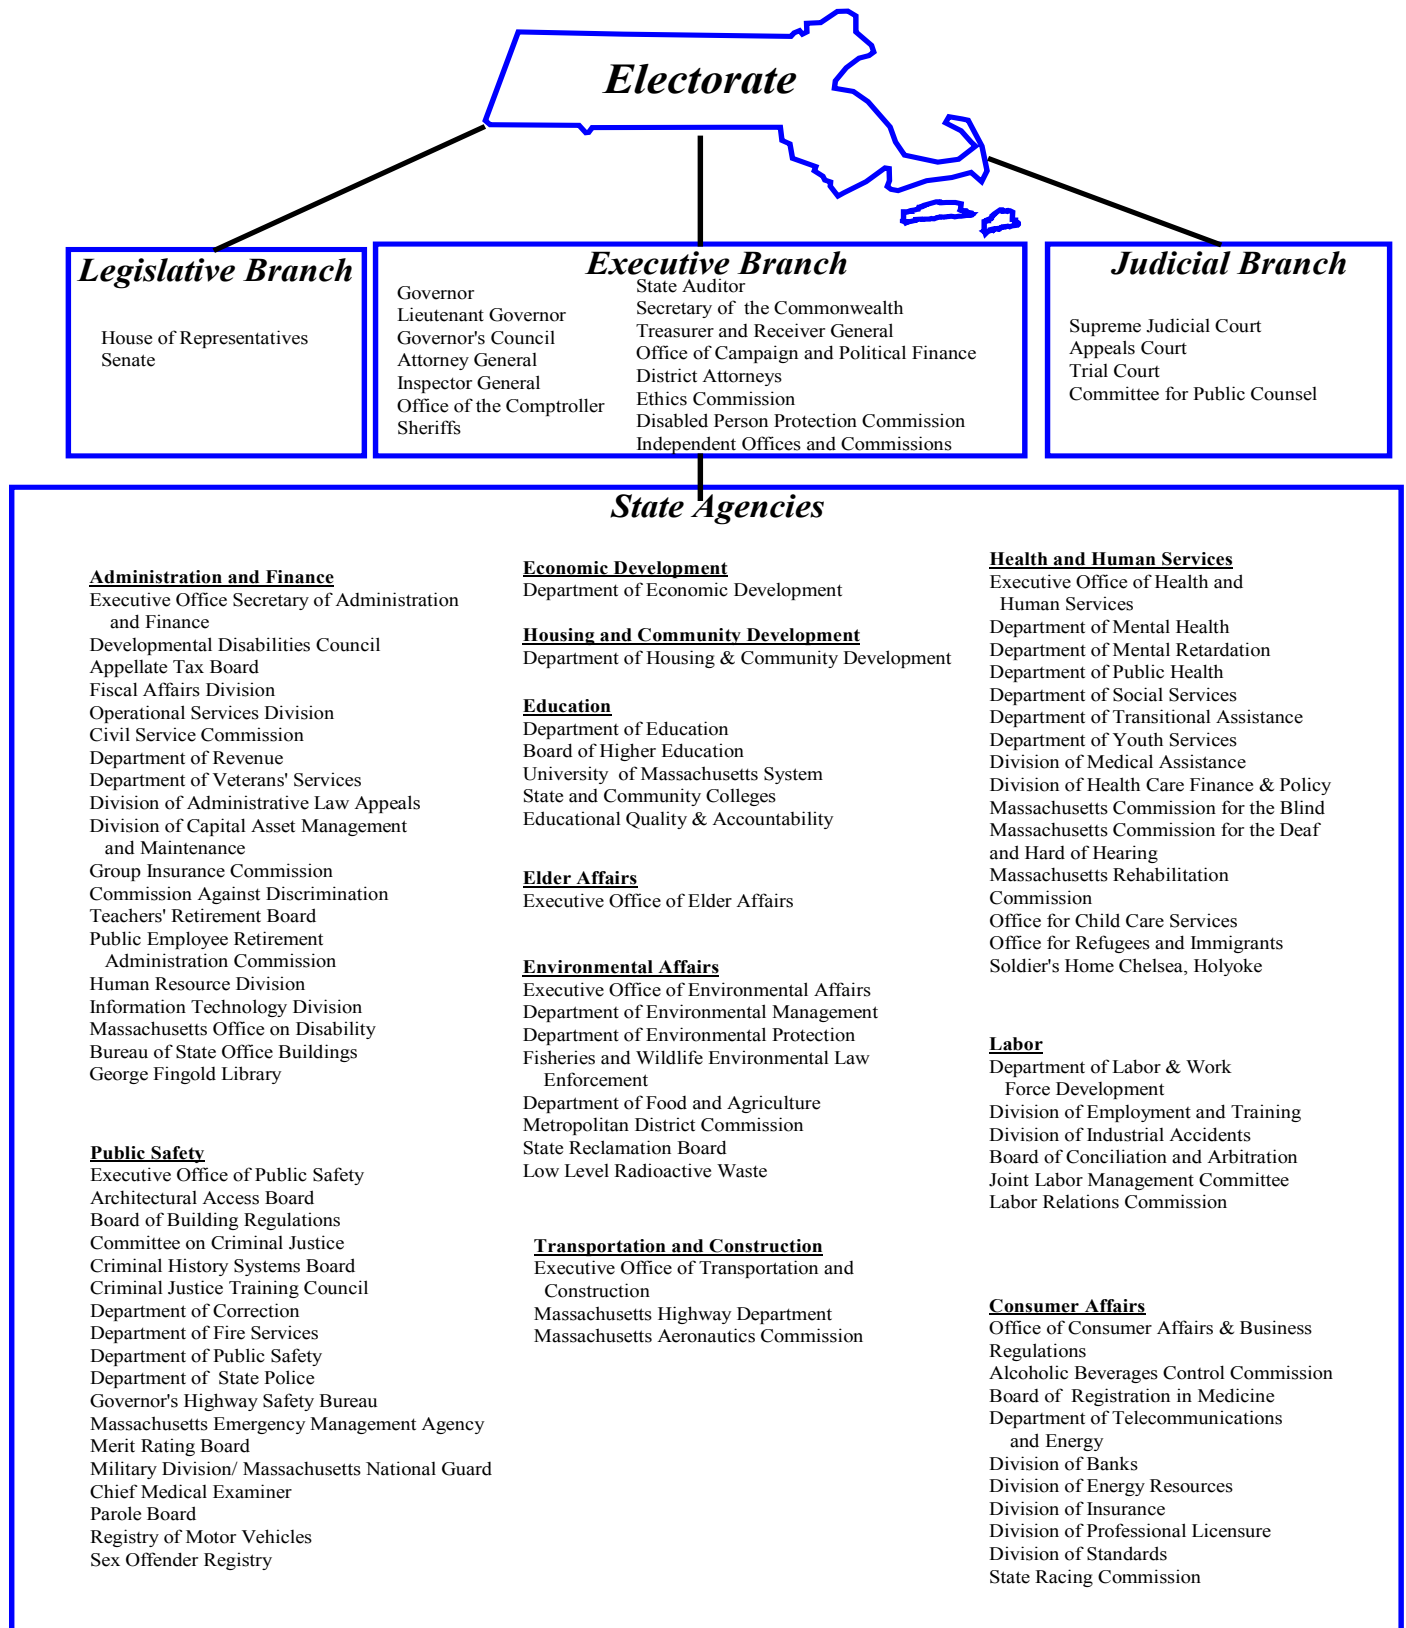 Electorate
Legislative Branch
House of Representatives
Senate
Executive Branch
Governor
Lieutenant Governor
Governor's Council
Attorney General
Inspector General
Office of the Comptroller
Sheriffs
State Auditor
Secretary of the Commonwealth
Treasurer and Receiver General
Office of Campaign and Political Finance
District Attorneys
Ethics Commission
Disabled Person Protection Commission
Independent Offices and Commissions
Judicial Branch
Supreme Judicial Court
Appeals Court
Trial Court
Committee for Public Counsel
State Agencies
Administration and Finance
Executive Office Secretary of Administration
and Finance
Developmental Disabilities Council
Appellate Tax Board
Fiscal Affairs Division
Operational Services Division
Civil Service Commission
Department of Revenue
Department of Veterans' Services
Division of Administrative Law Appeals
Division of Capital Asset Management
and Maintenance
Group Insurance Commission
Commission Against Discrimination
Teachers' Retirement Board
Public Employee Retirement
Administration Commission
Human Resource Division
Information Technology Division
Massachusetts Office on Disability
Bureau of State Office Buildings
George Fingold Library
Public Safety
Executive Office of Public Safety
Architectural Access Board
Board of Building Regulations
Committee on Criminal Justice
Criminal History Systems Board
Criminal Justice Training Council
Department of Correction
Department of Fire Services
Department of Public Safety
Department of State Police
Governor's Highway Safety Bureau
Massachusetts Emergency Management Agency
Merit Rating Board
Military Division/ Massachusetts National Guard
Chief Medical Examiner
Parole Board
Registry of Motor Vehicles
Sex Offender Registry
Economic Development
Department of Economic Development
Housing and Community Development
Department of Housing & Community Development
Education
Department of Education
Board of Higher Education
University of Massachusetts System
State and Community Colleges
Educational Quality & Accountability
Elder Affairs
Executive Office of Elder Affairs
Environmental Affairs
Executive Office of Environmental Affairs
Department of Environmental Management
Department of Environmental Protection
Fisheries and Wildlife Environmental Law
Enforcement
Department of Food and Agriculture
Metropolitan District Commission
State Reclamation Board
Low Level Radioactive Waste
Transportation and Construction
Executive Office of Transportation and
Construction
Massachusetts Highway Department
Massachusetts Aeronautics Commission
Health and Human Services
Executive Office of Health and
Human Services
Department of Mental Health
Department of Mental Retardation
Department of Public Health
Department of Social Services
Department of Transitional Assistance
Department of Youth Services
Division of Medical Assistance
Division of Health Care Finance & Policy
Massachusetts Commission for the Blind
Massachusetts Commission for the Deaf
and Hard of Hearing
Massachusetts Rehabilitation
Commission
Office for Child Care Services
Office for Refugees and Immigrants
Soldier's Home Chelsea, Holyoke
Labor
Department of Labor & Work
Force Development
Division of Employment and Training
Division of Industrial Accidents
Board of Conciliation and Arbitration
Joint Labor Management Committee
Labor Relations Commission
Consumer Affairs
Office of Consumer Affairs & Business
Regulations
Alcoholic Beverages Control Commission
Board of Registration in Medicine
Department of Telecommunications
and Energy
Division of Banks
Division of Energy Resources
Division of Insurance
Division of Professional Licensure
Division of Standards
State Racing Commission